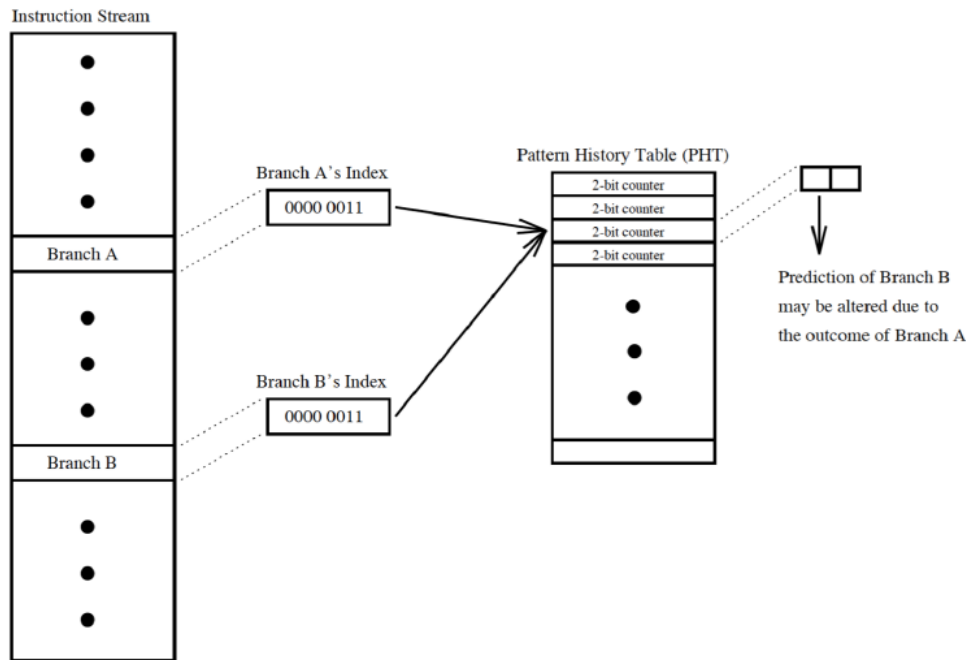 Instruction Stream
Branch A
Branch B
Branch A's Index
0000 0011
Branch B's Index
0000 0011
Pattern History Table (PHT)
2-bit counter
2-bit counter
2-bit counter
2-bit counter
Prediction of Branch B
may be altered due to
the outcome of Branch A